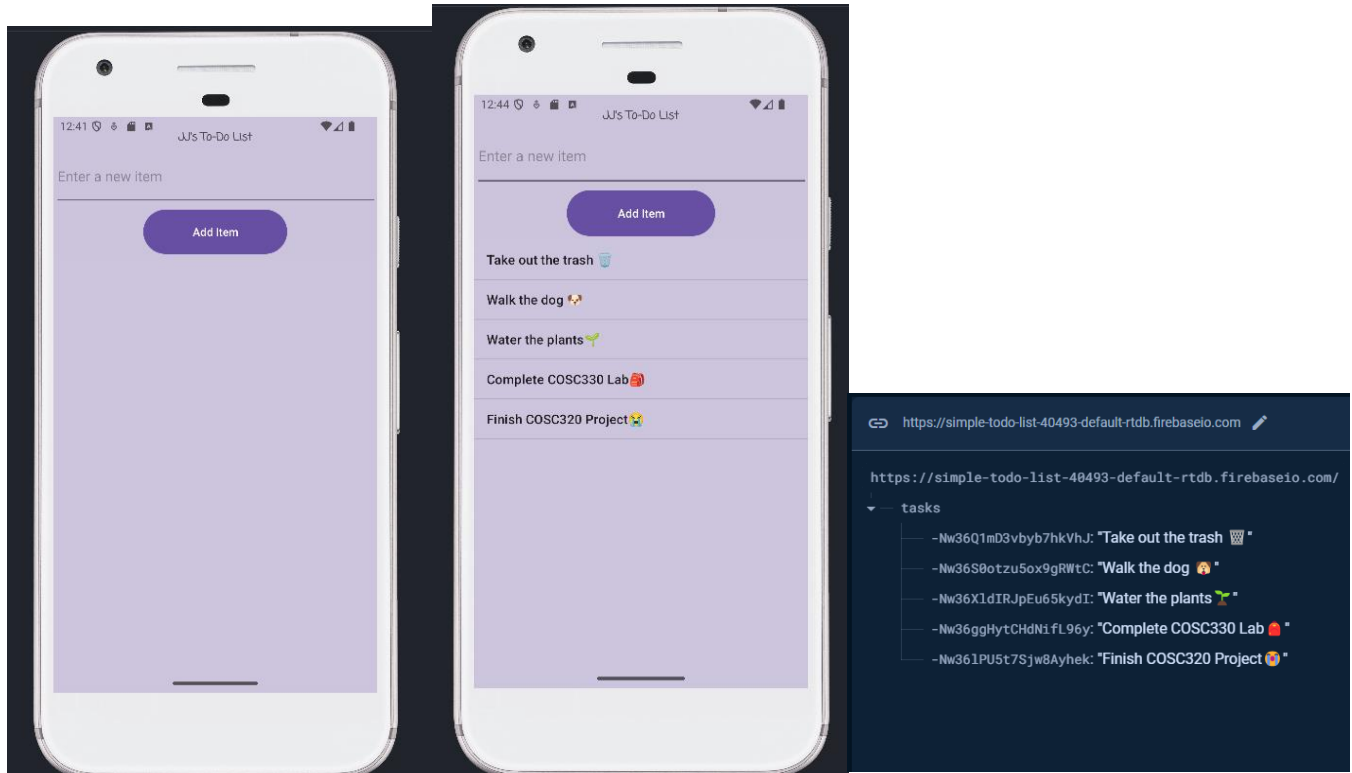 12:41
JJ's To-Do List
Enter a new item
Add Item
12:44
JJ's To-Do List
Enter a new item
Add Item
Take out the trash 🗑️
Walk the dog 🐶
Water the plants🌱
Complete COSC330 Lab🎒
Finish COSC320 Project😭
https://simple-todo-list-40493-default-rtdb.firebaseio.com
https://simple-todo-list-40493-default-rtdb.firebaseio.com/
tasks
-Nw36Q1mD3vbyb7hkVhJ: "Take out the trash 🗑️"
-Nw36S0otzu5ox9gRWtC: "Walk the dog 🐶"
-Nw36XldIRJpEu65kydI: "Water the plants🌱"
-Nw36ggHytCHdNifL96y: "Complete COSC330 Lab🎒"
-Nw36lPU5t7Sjw8Ayhek: "Finish COSC320 Project😭"